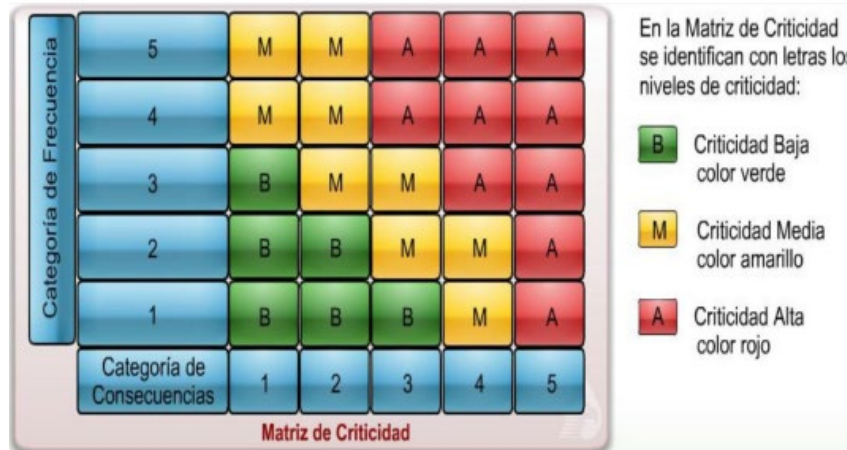 Categoría de Frecuencia
5 M M A A A
4 M M A A A
3 B M M A A
2 B B M M A
1 B B B M A
Categoría de
Consecuencias
1 2 3 4 5
Matriz de Criticidad
En la Matriz de Criticidad
se identifican con letras los
niveles de criticidad:
B Criticidad Baja
color verde
M Criticidad Media
color amarillo
A Criticidad Alta
color rojo